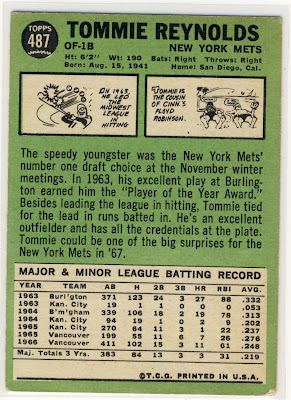 TOPPS
487
TOMMIE REYNOLDS
OF-1B
NEW YORK METS
Ht: 6'2" Wt: 190 Bats: Right Throws: Right
Born: Aug. 15, 1941 Home: San Diego, Cal.
IN 1963,
HE LED
THE MIDWEST
LEAGUE
IN
HITTING
TOMMIE IS
THE COUSIN
OF CINN.'S
FLOYD
ROBINSON.
The speedy youngster was the New York Mets'
number one draft choice at the November winter
meetings. In 1963, his excellent play at Burling-
ton earned him the "Player of the Year Award."
Besides leading the league in hitting, Tommie tied
for the lead in runs batted in. He's an excellent
outfielder and has all the credentials at the plate.
Tommie could be one of the big surprises for the
New York Mets in '67.
MAJOR & MINOR LEAGUE BATTING RECORD
YEAR TEAM AB H 2B 3B HR RBI AVG.
1963 Burl'gton 371 123 24 3 27 88 .332
1963 Kan. City 19 1 1 0 0 0 .053
1964 B'mgham 339 106 18 2 19 78 .313
1964 Kan. City 94 19 1 0 2 9 .202
1965 Kan. City 270 64 11 3 1 22 .237
1965 Vancouver 199 55 11 6 7 26 .276
1966 Vancouver 411 102 15 3 11 61 .248
Maj. Totals 3 Yrs. 383 84 13 3 3 31 .219
©T.C.G. PRINTED IN U.S.A.